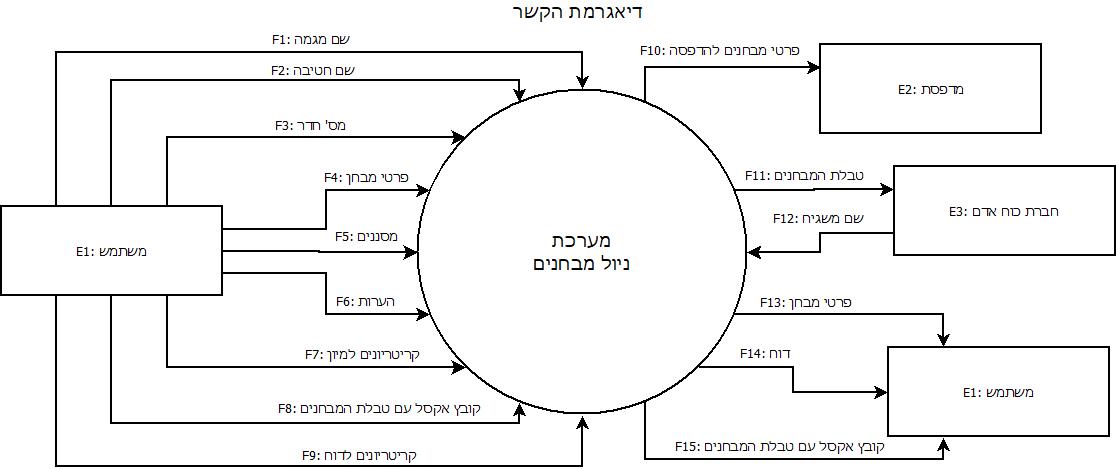 דיאגרמת הקשר
F1: שם מגמה
F2: שם חטיבה
F3: מס' חדר
F4: פרטי מבחן
F5: מסננים
F6: הערות
F7: קריטריונים למיון
F8: קובץ אקסל עם טבלת המבחנים
F9: קריטריונים לדוח
E1: משתמש
מערכת
ניול מבחנים
F10: פרטי מבחנים להדפסה
E2: מדפסת
F11: טבלת המבחנים
F12: שם משגיח
E3: חברת כוח אדם
F13: פרטי מבחן
F14: דוח
E1: משתמש
F15: קובץ אקסל עם טבלת המבחנים